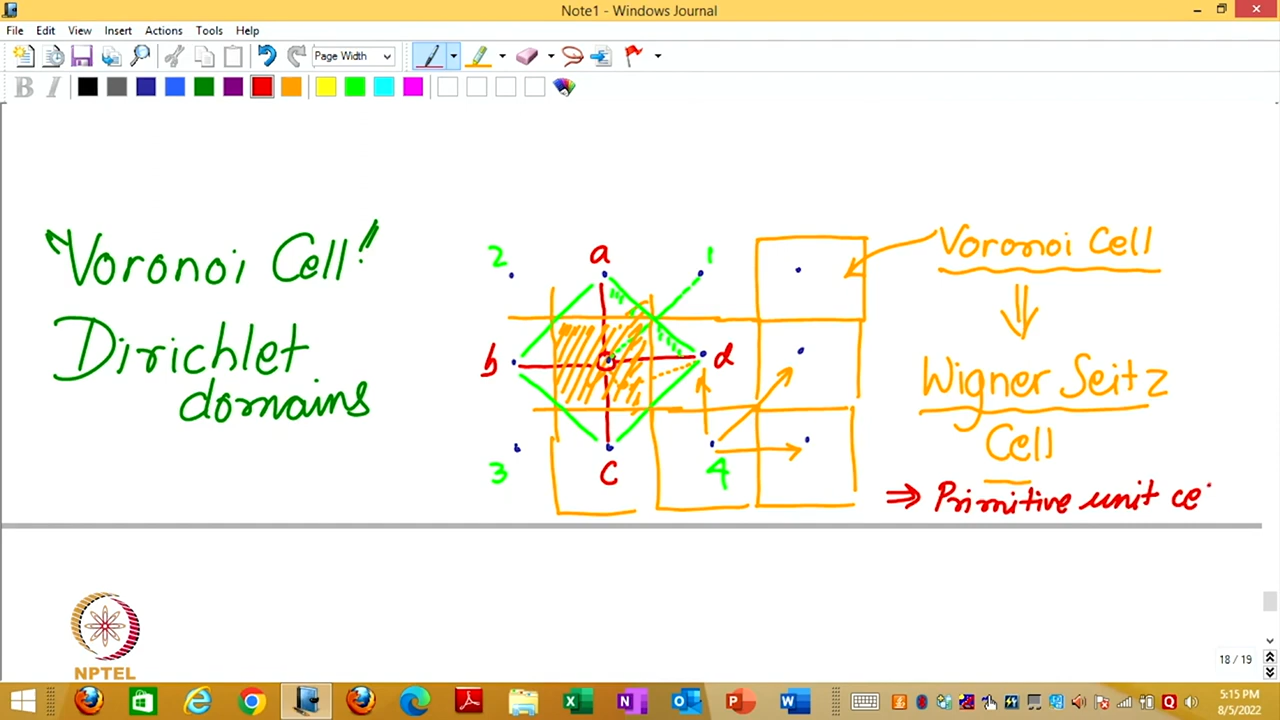 Note1 - Windows Journal
File Edit View Insert Actions Tools Help
Page Width
B I
"Voronoi Cell"
Dirichlet
domains
2 a 1
b d
3 c 4
Voronoi Cell
Wigner Seitz
Cell
⇒ Primitive unit ce
18 / 19
NPTEL
5:15 PM
8/5/2022